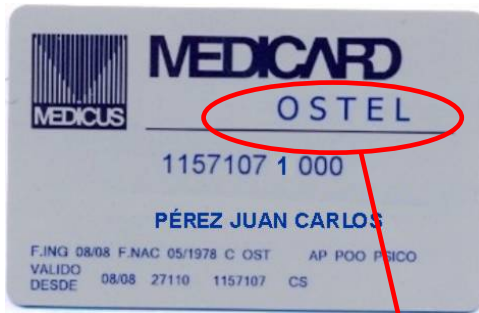 MEDICARD
MEDICUS
OSTEL
1157107 1 000
PÉREZ JUAN CARLOS
F.ING 08/08 F.NAC 05/1978 C OST AP POO PSICO
VALIDO
DESDE 08/08 27110 1157107 CS